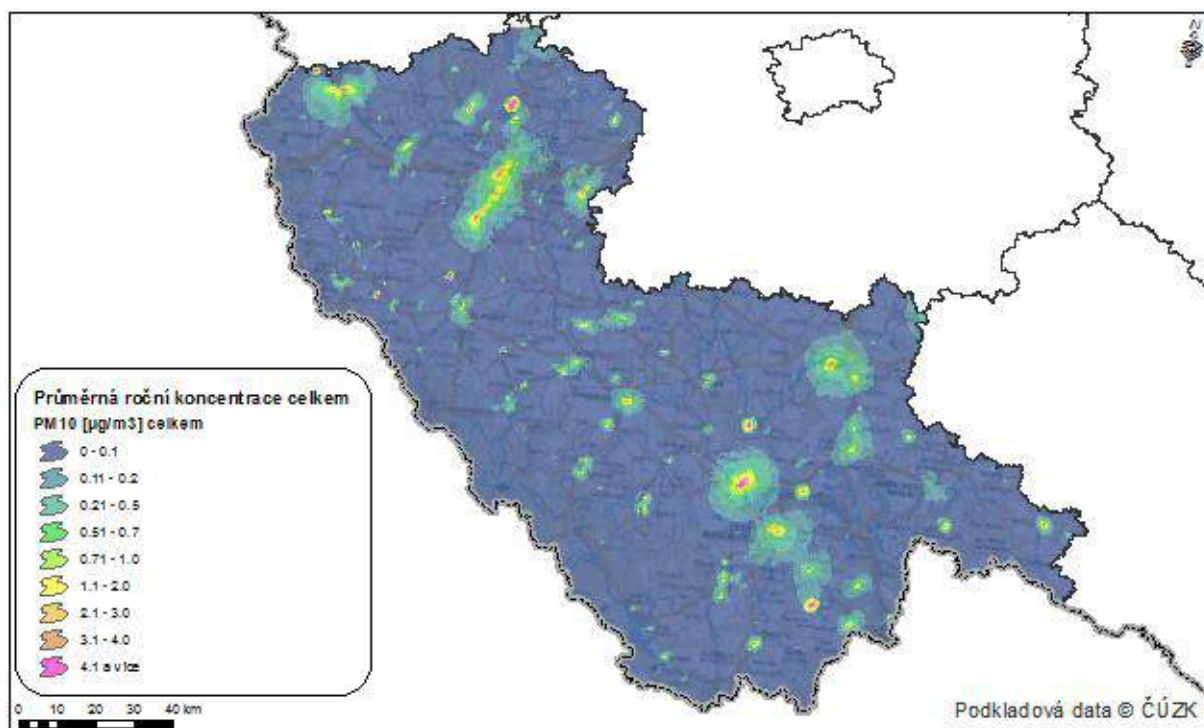 Průměrná roční koncentrace celkem
PM10 [µg/m3] celkem
0 - 0.1
0.11 - 0.2
0.21 - 0.5
0.51 - 0.7
0.71 - 1.0
1.1 - 2.0
2.1 - 3.0
3.1 - 4.0
4.1 a více
0 10 20 30 40 km
Podkladová data © ČÚZK